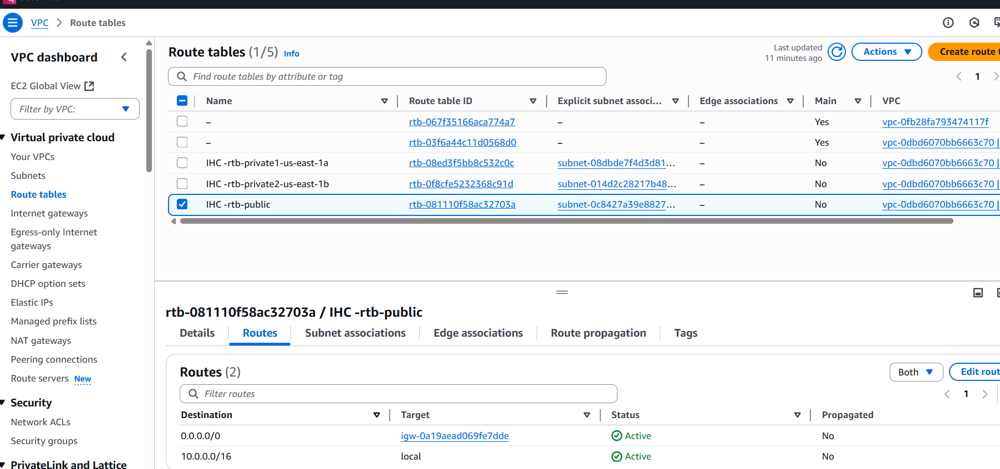 VPC > Route tables
VPC dashboard
EC2 Global View
Filter by VPC:
Virtual private cloud
Your VPCs
Subnets
Route tables
Internet gateways
Egress-only Internet
gateways
Carrier gateways
DHCP option sets
Elastic IPs
Managed prefix lists
NAT gateways
Peering connections
Route servers New
Security
Network ACLs
Security groups
PrivateLink and Lattice
Route tables (1/5) Info
Last updated
11 minutes ago
Actions
Create route t
Find route tables by attribute or tag
1
Name Route table ID Explicit subnet associ... Edge associations Main VPC
– rtb-067f35166aca774a7 – – Yes vpc-0fb28fa793474117f
– rtb-03f6a44c11d0568d0 – – Yes vpc-0dbd6070bb6663c70 |
IHC -rtb-private1-us-east-1a rtb-08ed3f5bb8c532c0c subnet-08dbde7f4d3d81... – No vpc-0dbd6070bb6663c70 |
IHC -rtb-private2-us-east-1b rtb-0f8cfe5232368c91d subnet-014d2c28217b48... – No vpc-0dbd6070bb6663c70 |
IHC -rtb-public rtb-081110f58ac32703a subnet-0c8427a39e8827... – No vpc-0dbd6070bb6663c70 |
rtb-081110f58ac32703a / IHC -rtb-public
Details Routes Subnet associations Edge associations Route propagation Tags
Routes (2)
Both
Edit rout
Filter routes
1
Destination Target Status Propagated
0.0.0.0/0 igw-0a19aead069fe7dde Active No
10.0.0.0/16 local Active No